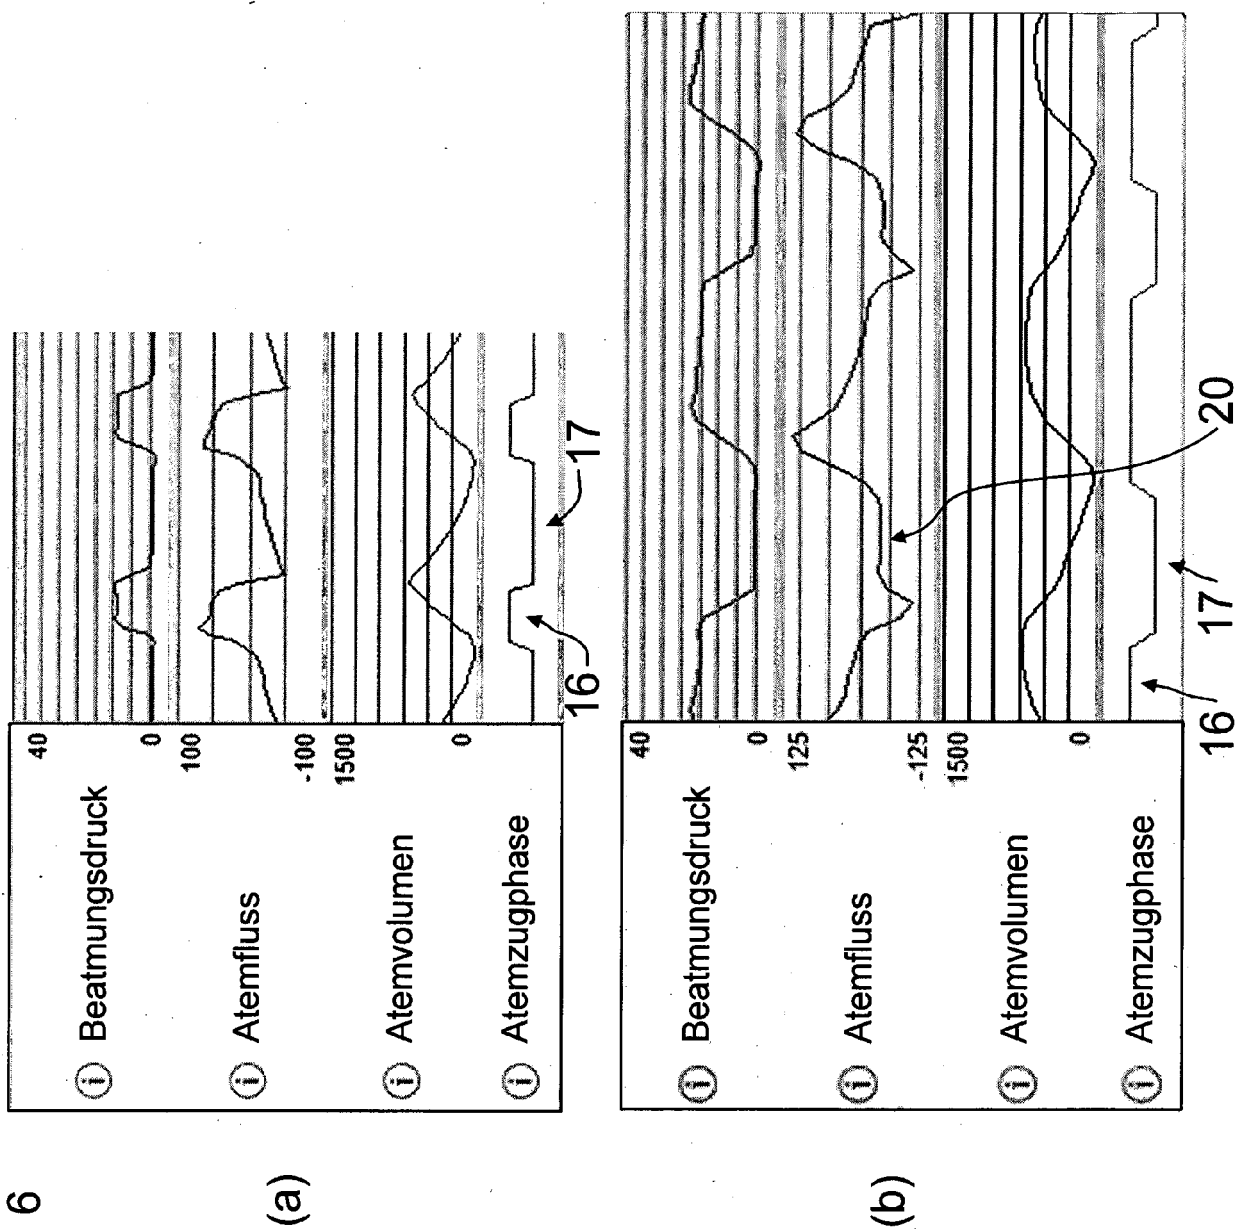 6
(a)
ⓘ Beatmungsdruck
40
0
ⓘ Atemfluss
100
-100
ⓘ Atemvolumen
1500
0
ⓘ Atemzugphase
16
17
(b)
ⓘ Beatmungsdruck
40
0
ⓘ Atemfluss
125
-125
ⓘ Atemvolumen
1500
0
ⓘ Atemzugphase
16
17
20